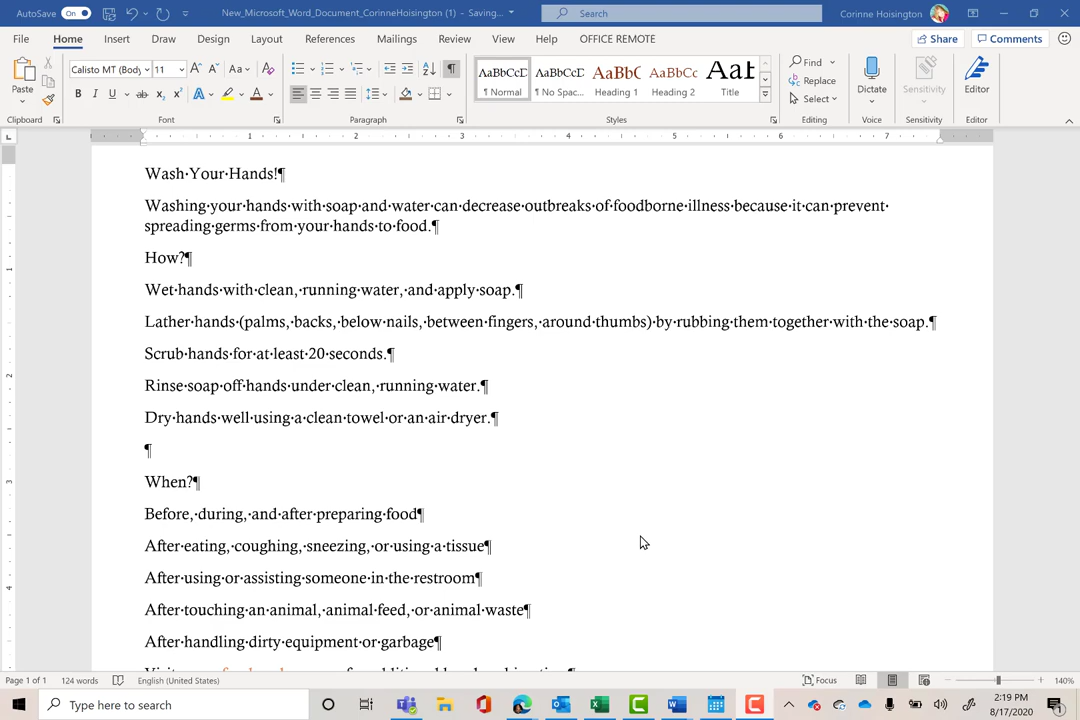 AutoSave On New_Microsoft_Word_Document_CorinneHoisington (1) - Saving... Search Corinne Hoisington
File Home Insert Draw Design Layout References Mailings Review View Help OFFICE REMOTE Share Comments
Paste
Clipboard
Calisto MT (Body 11
Font
Paragraph
AaBbCcD AaBbCcD AaBbC AaBbCc AaB
¶ Normal ¶ No Spac... Heading 1 Heading 2 Title
Styles
Find
Replace
Select
Editing
Dictate
Voice
Sensitivity
Sensitivity
Editor
Editor
1 2 3 4 5 6 7
Wash·Your·Hands!¶
Washing·your·hands·with·soap·and·water·can·decrease·outbreaks·of·foodborne·illness·because·it·can·prevent·
spreading·germs·from·your·hands·to·food.¶
How?¶
Wet·hands·with·clean,·running·water,·and·apply·soap.¶
Lather·hands·(palms,·backs,·below·nails,·between·fingers,·around·thumbs)·by·rubbing·them·together·with·the·soap.¶
Scrub·hands·for·at·least·20·seconds.¶
Rinse·soap·off·hands·under·clean,·running·water.¶
Dry·hands·well·using·a·clean·towel·or·an·air·dryer.¶
¶
When?¶
Before,·during,·and·after·preparing·food¶
After·eating,·coughing,·sneezing,·or·using·a·tissue¶
After·using·or·assisting·someone·in·the·restroom¶
After·touching·an·animal,·animal·feed,·or·animal·waste¶
After·handling·dirty·equipment·or·garbage¶
Page 1 of 1 124 words English (United States) Focus 140%
Type here to search 2:19 PM
8/17/2020